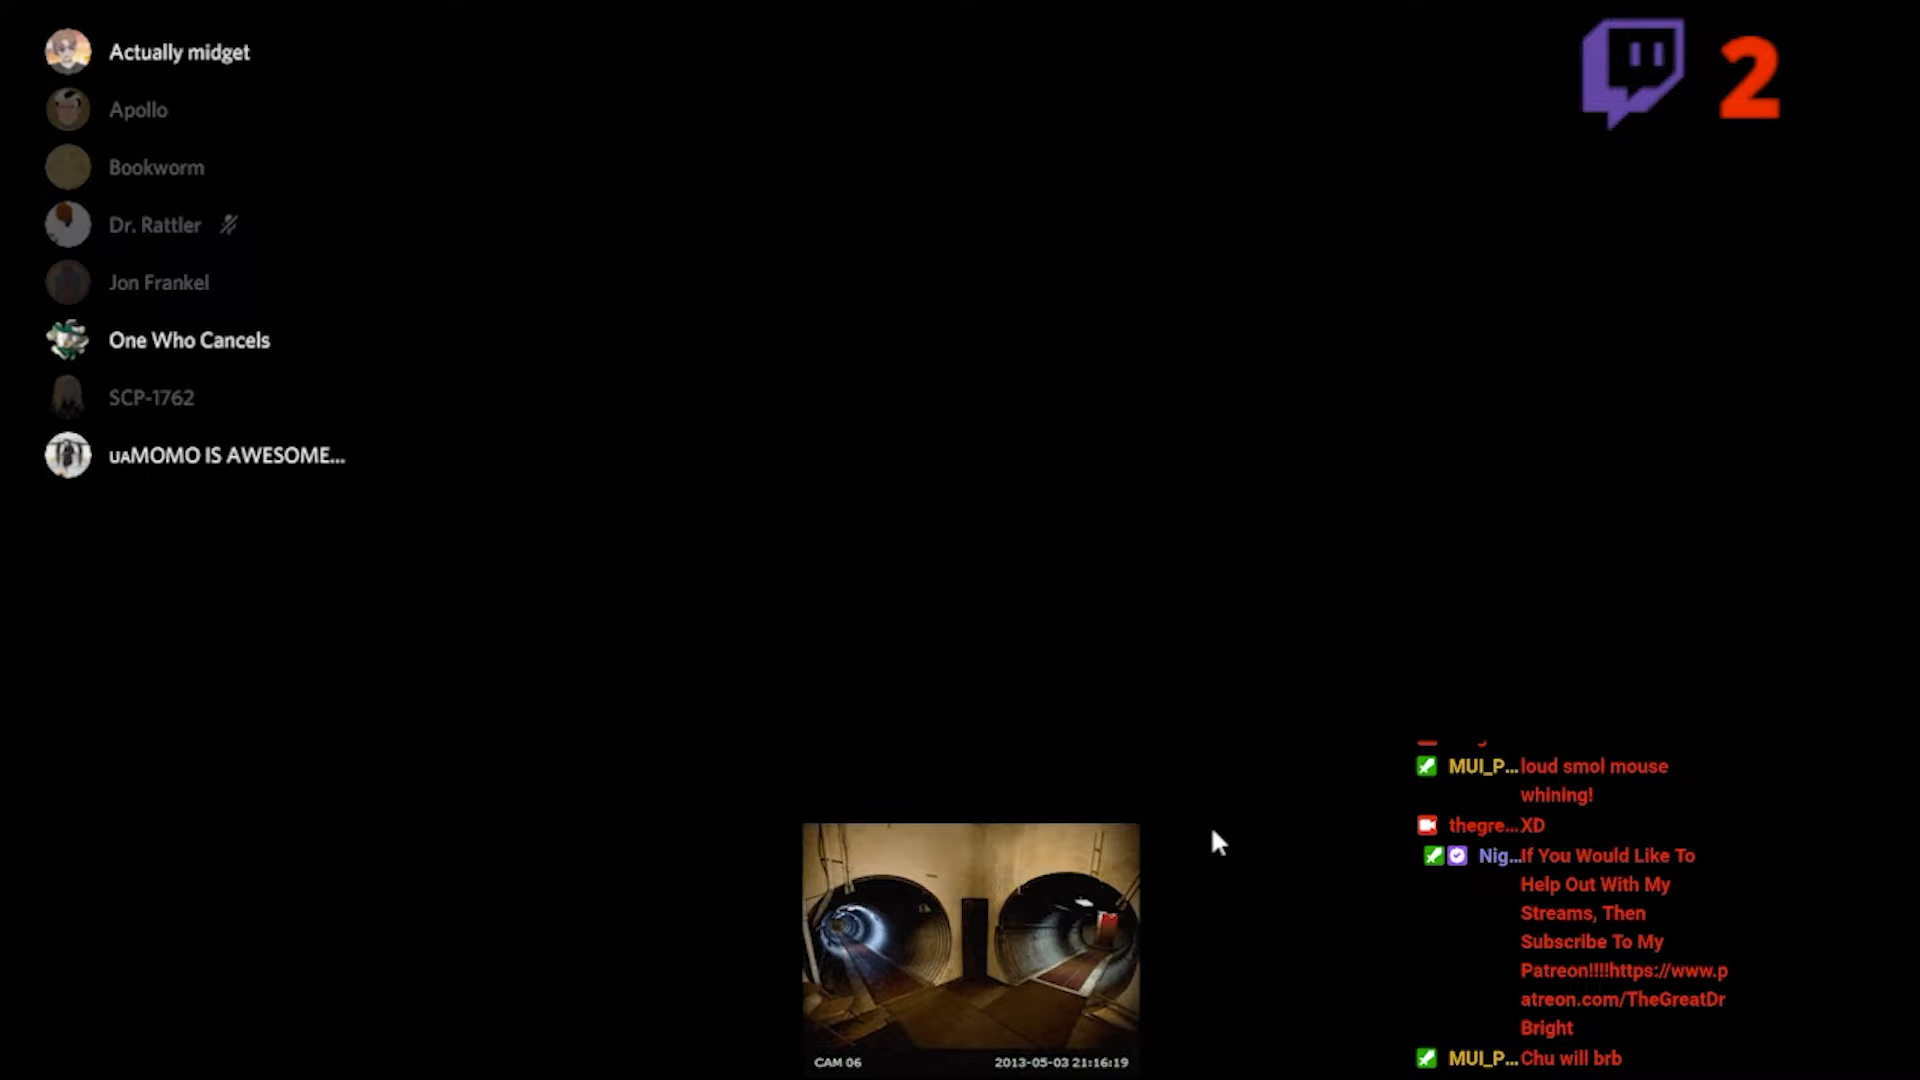 Actually midget
Apollo
Bookworm
Dr. Rattler
Jon Frankel
One Who Cancels
SCP-1762
UAMOMO IS AWESOME...
2
MUI_P... loud smol mouse
whining!
thegre... XD
Nig... If You Would Like To
Help Out With My
Streams, Then
Subscribe To My
Patreon!!!!https://www.p
atreon.com/TheGreatDr
Bright
MUI_P... Chu will brb
CAM 06
2013-05-03 21:16:19